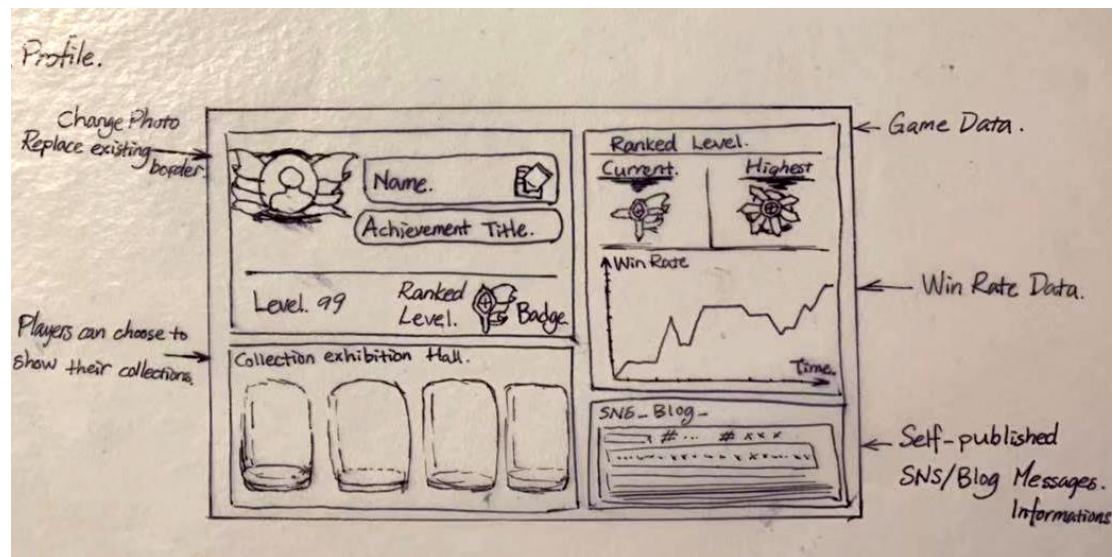 Profile.
Change Photo
Replace existing
border.
Players can choose to
show their collections.
Name.
Achievement Title.
Level. 99
Ranked
Level.
Badge
Collection exhibition Hall.
Ranked Level.
Current.
Highest
Win Rate
Time.
SNS_Blog_
# ... # x x x
Game Data.
Win Rate Data.
Self-published
SNS/Blog Messages.
Informations